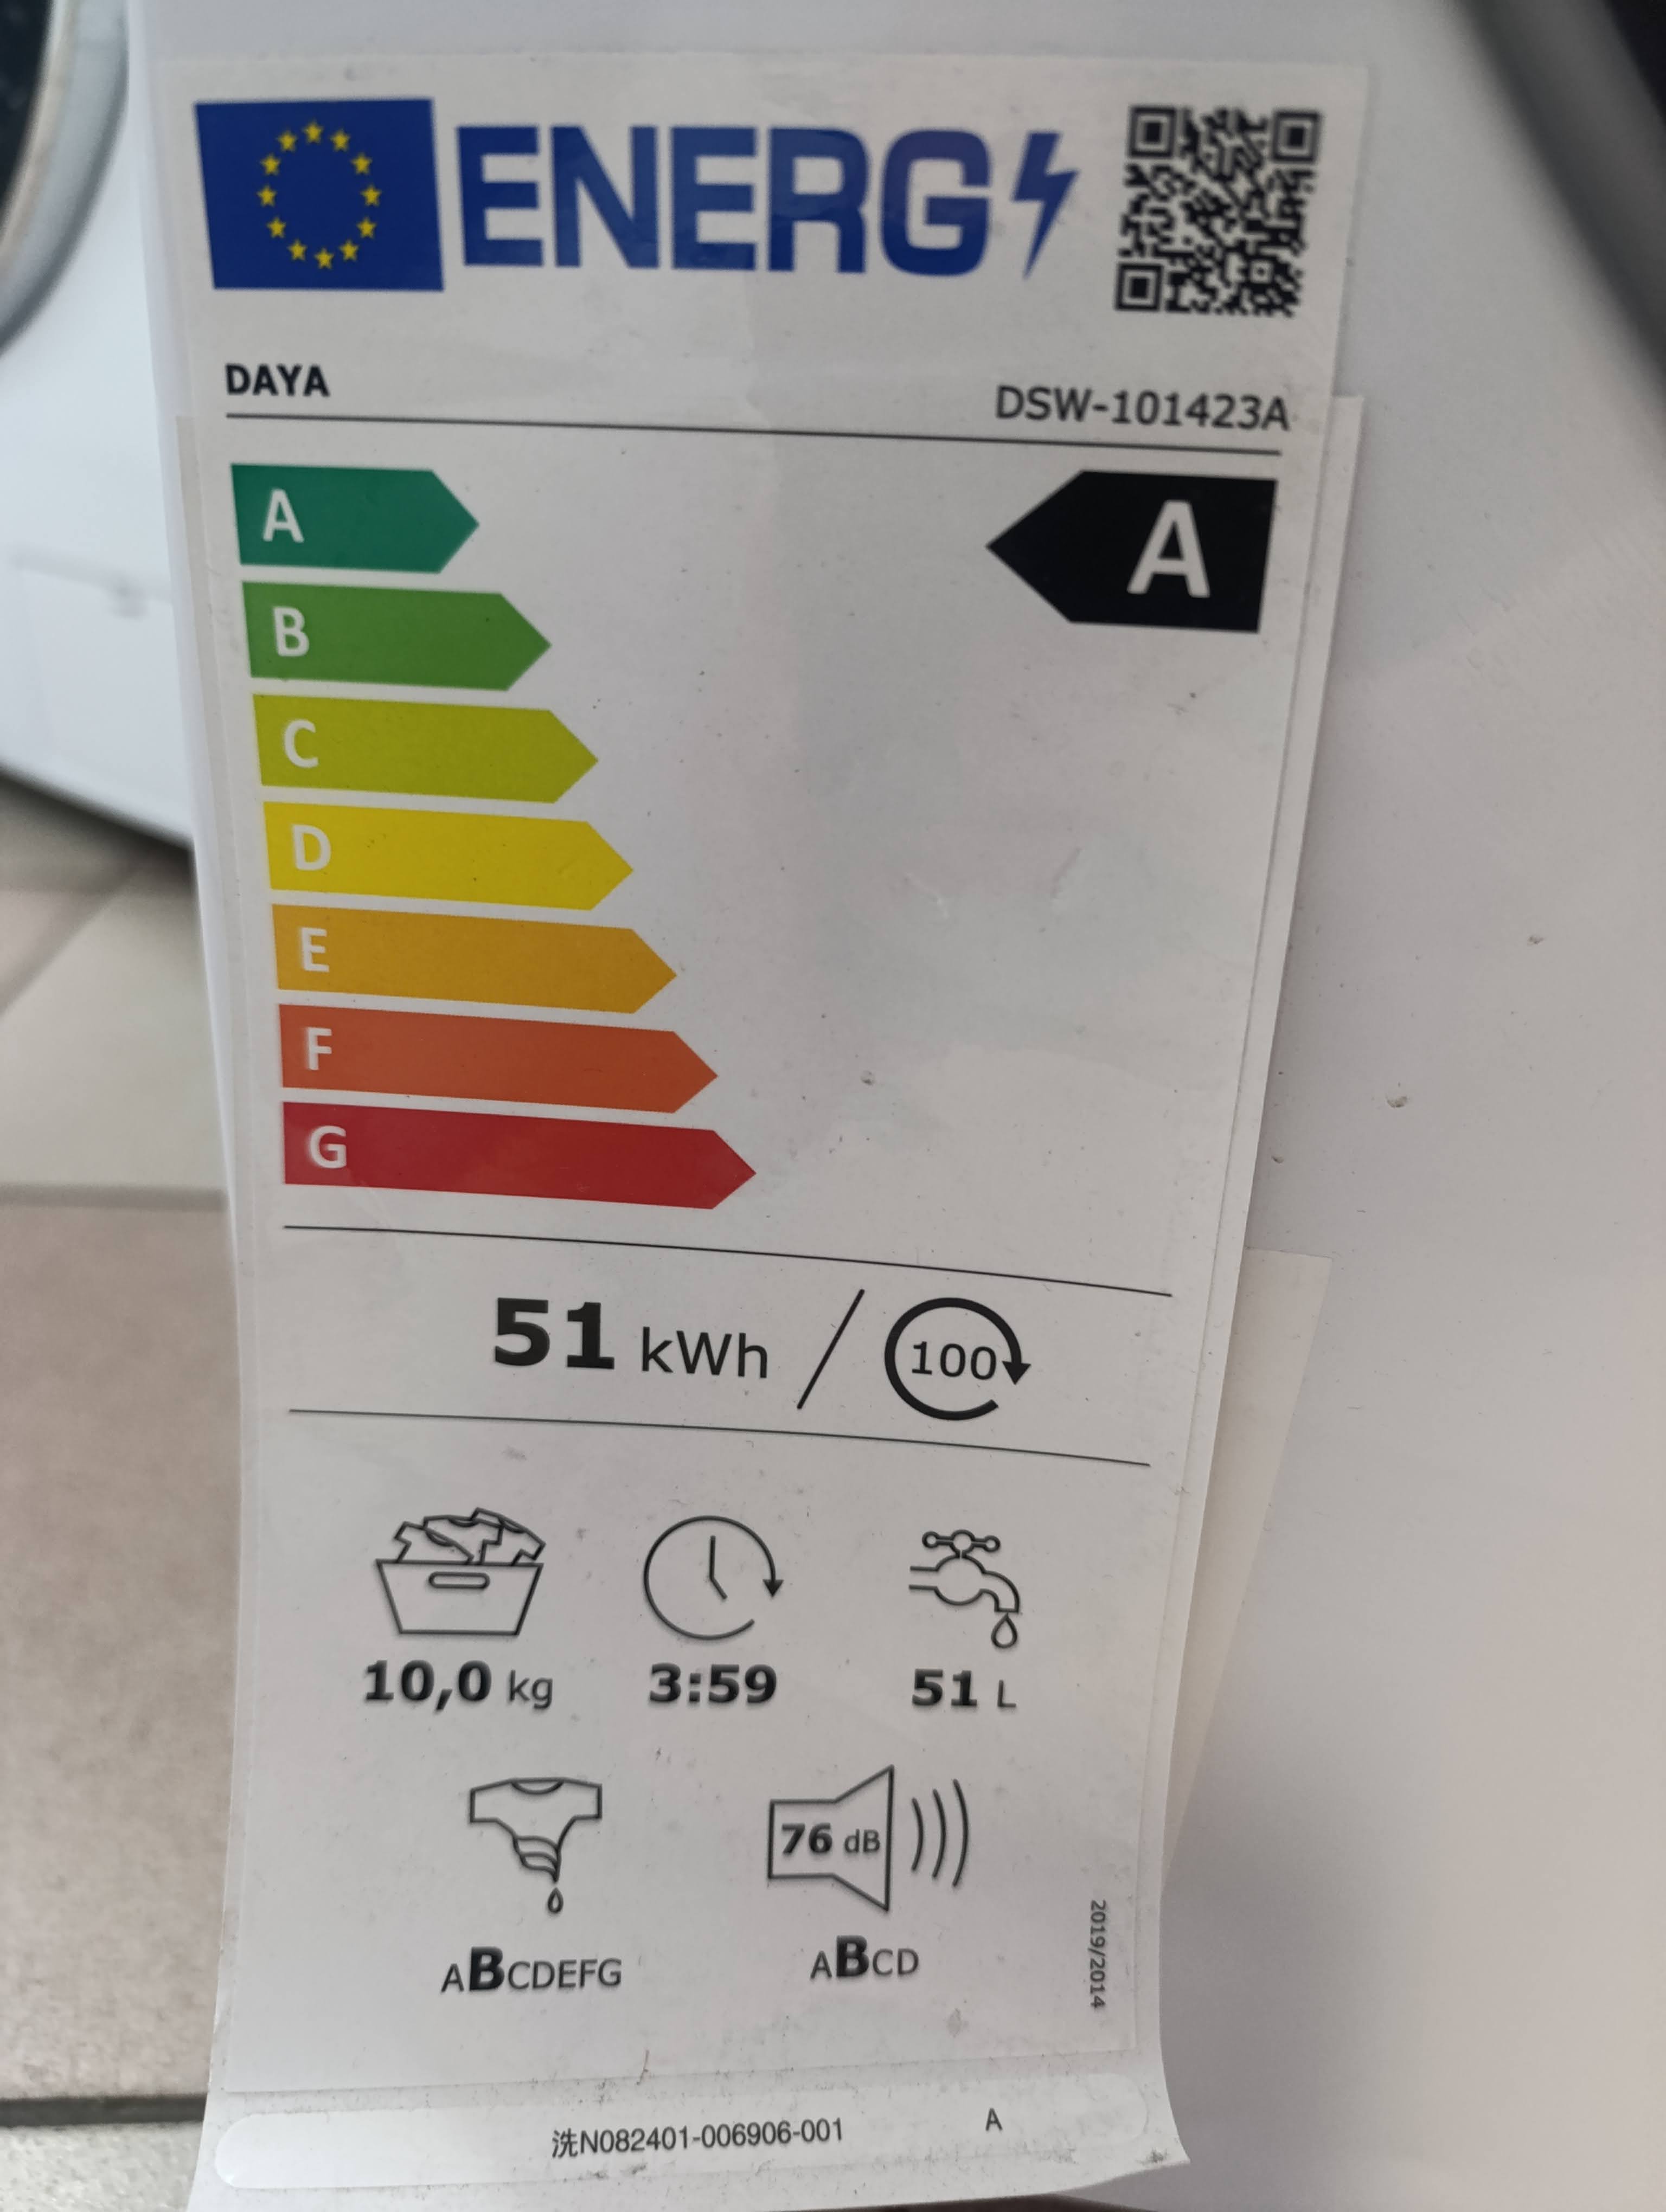 ENERG
DAYA
DSW-101423A
A
A
B
C
D
E
F
G
51 kWh / 100
10,0 kg
3:59
51 L
76 dB
ABCDEFG
ABCD
2019/2014
洗N082401-006906-001
A